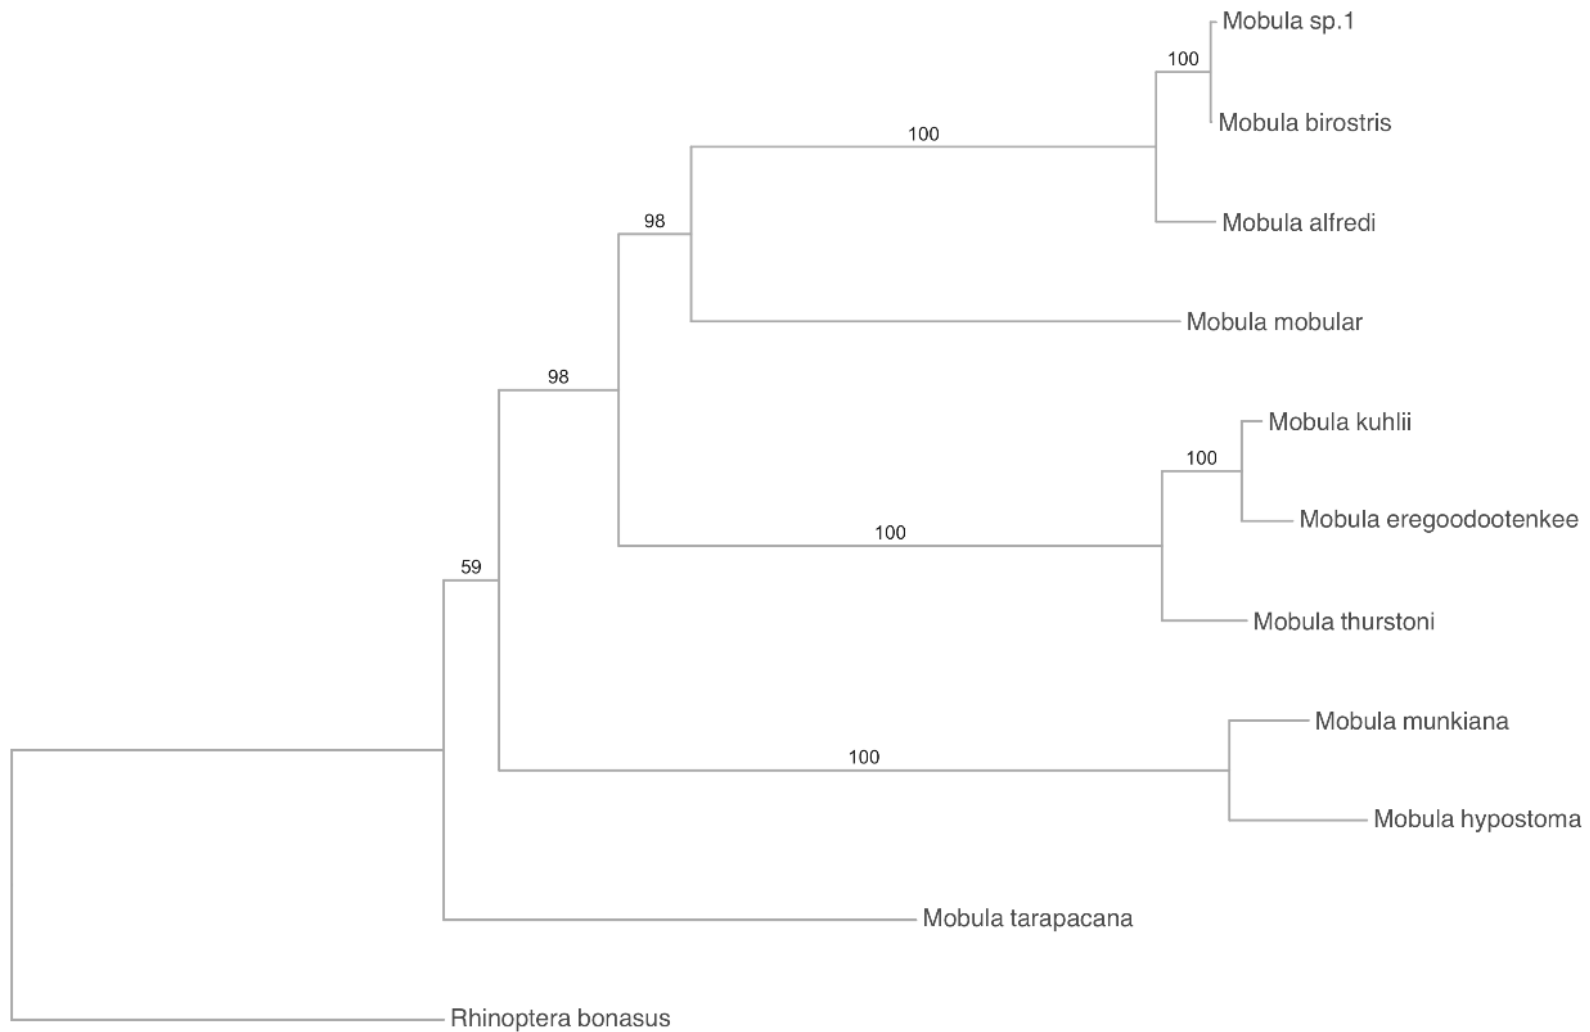 Mobula sp.1
100
Mobula birostris
100
Mobula alfredi
98
Mobula mobular
98
Mobula kuhlii
100
Mobula eregoodootenkee
100
59
Mobula thurstoni
Mobula munkiana
100
Mobula hypostoma
Mobula tarapacana
Rhinoptera bonasus